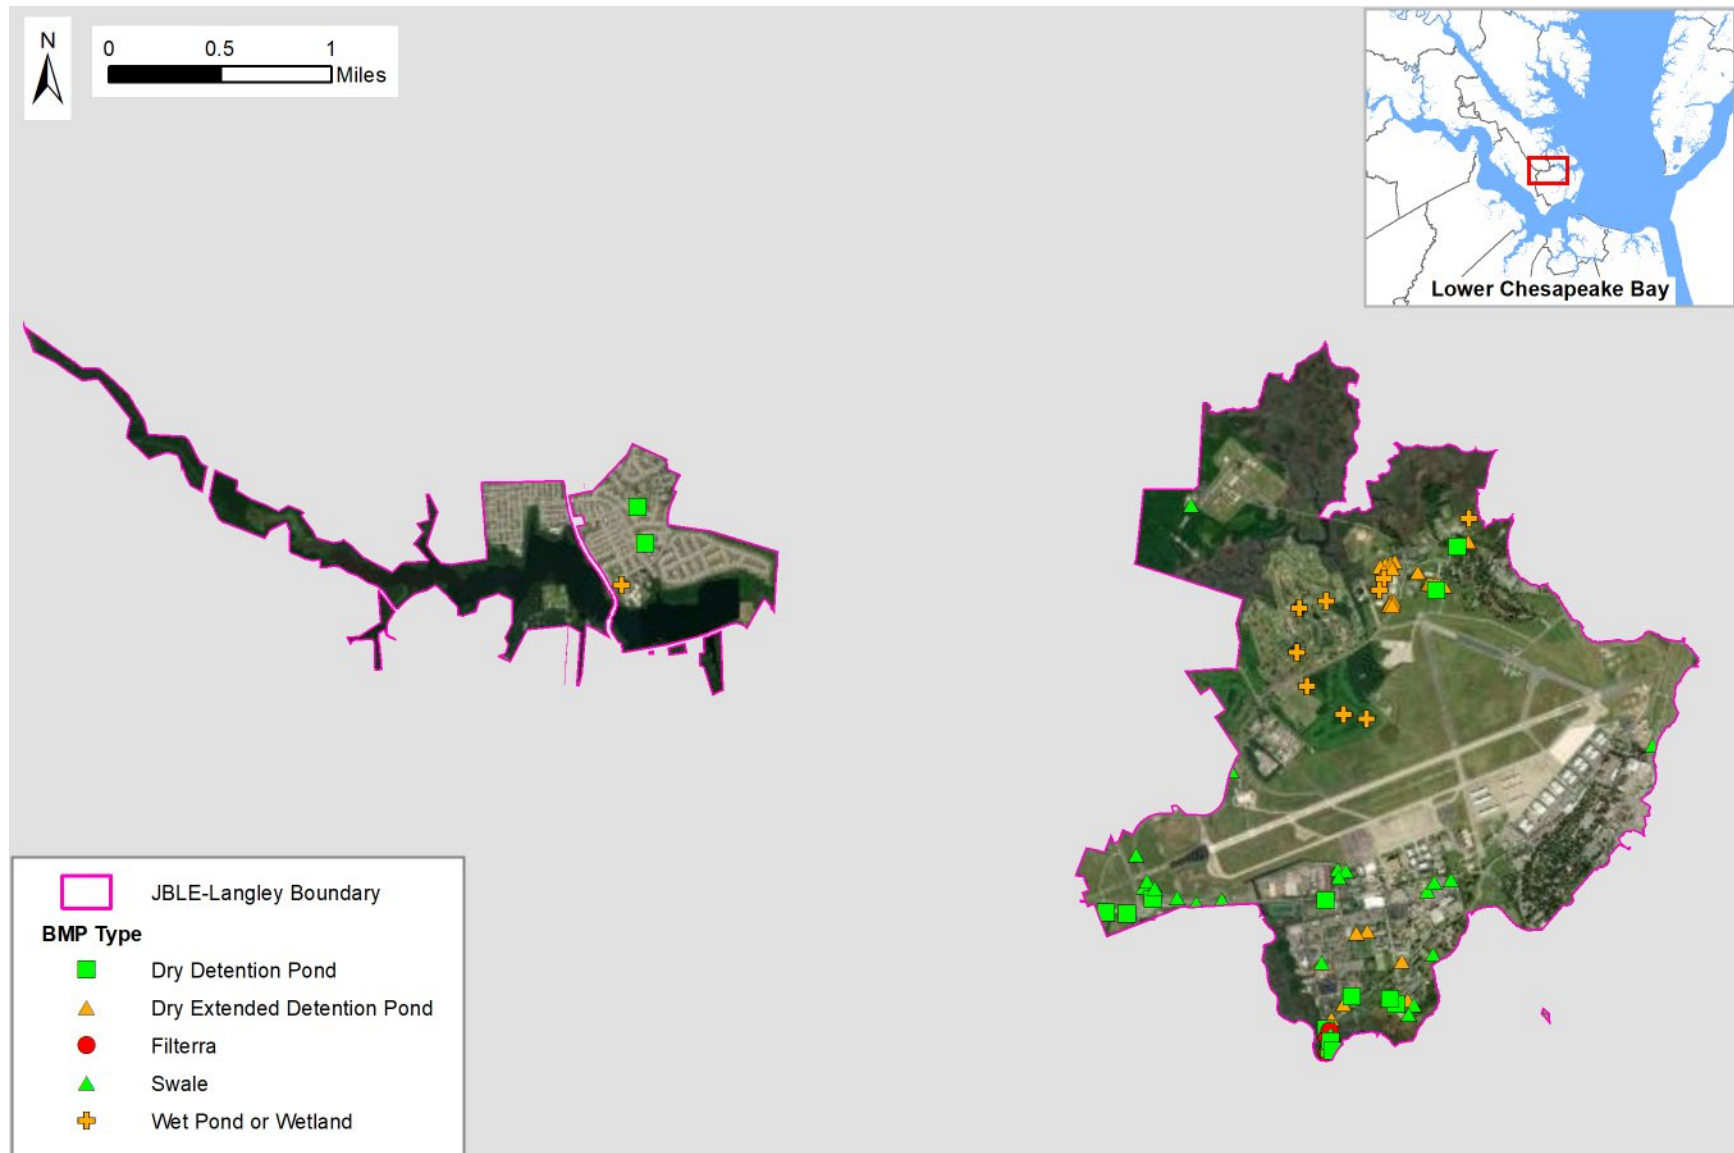 N
0 0.5 1
Miles
Lower Chesapeake Bay
JBLE-Langley Boundary
BMP Type
Dry Detention Pond
Dry Extended Detention Pond
Filterra
Swale
Wet Pond or Wetland